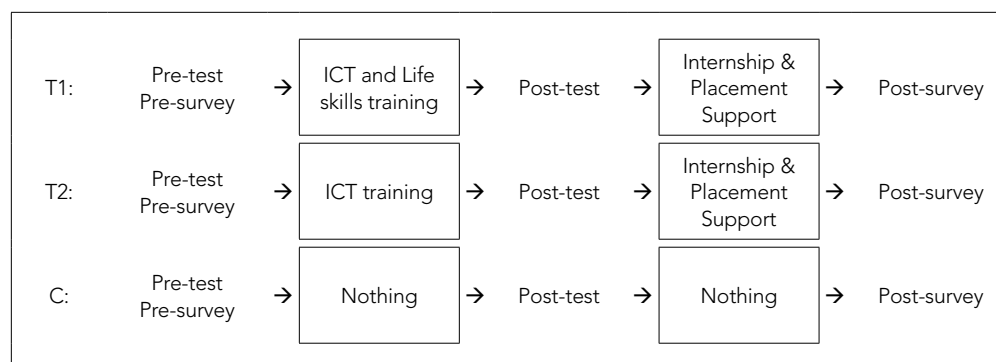 T1:
Pre-test
Pre-survey
→
ICT and Life
skills training
→
Post-test
→
Internship &
Placement
Support
→
Post-survey
T2:
Pre-test
Pre-survey
→
ICT training
→
Post-test
→
Internship &
Placement
Support
→
Post-survey
C:
Pre-test
Pre-survey
→
Nothing
→
Post-test
→
Nothing
→
Post-survey